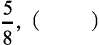 5/8, (    )